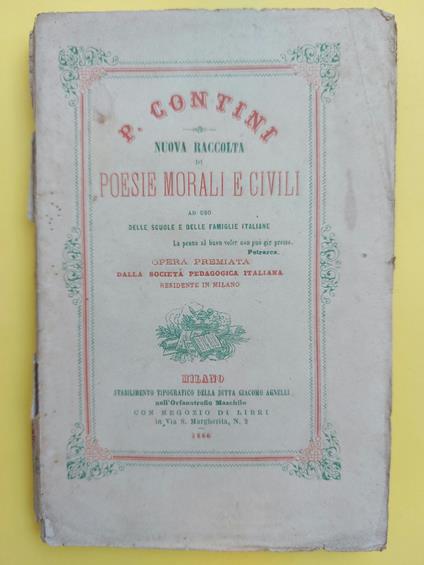 P. CONTINI
NUOVA RACCOLTA
DI
POESIE MORALI E CIVILI
AD USO
DELLE SCUOLE E DELLE FAMIGLIE ITALIANE
La penna al buon voler non può gir presso.
Petrarca.
OPERA PREMIATA
DALLA SOCIETÀ PEDAGOGICA ITALIANA
RESIDENTE IN MILANO
MILANO
STABILIMENTO TIPOGRAFICO DELLA DITTA GIACOMO AGNELLI
nell'Orfanotrofio Maschile
CON NEGOZIO DI LIBRI
in Via S. Margherita, N. 2
1866